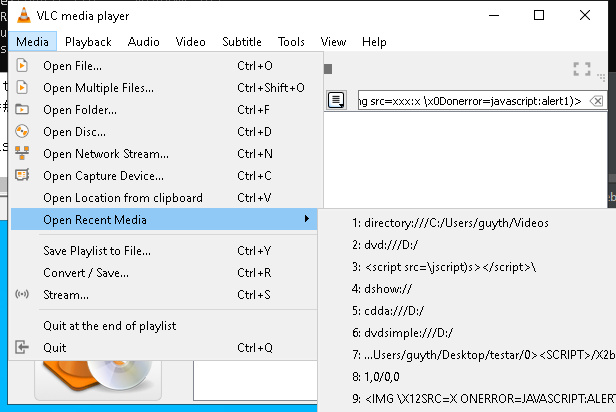 VLC media player
Media Playback Audio Video Subtitle Tools View Help
Open File... Ctrl+O
Open Multiple Files... Ctrl+Shift+O
Open Folder... Ctrl+F
ng src=xxx:x \x0Donerror=javascript:alert1)>
Open Disc... Ctrl+D
Open Network Stream... Ctrl+N
Open Capture Device... Ctrl+C
Open Location from clipboard Ctrl+V
Open Recent Media
1: directory:///C:/Users/guyth/Videos
2: dvd:///D:/
3: <script src=\jscript)s></script>\
4: dshow://
5: cdda:///D:/
6: dvdsimple:///D:/
7: ...Users/guyth/Desktop/testar/0><SCRIPT>/X2b
8: 1,0/0,0
9: <IMG \X12SRC=X ONERROR=JAVASCRIPT:ALER
Save Playlist to File... Ctrl+Y
Convert / Save... Ctrl+R
Stream... Ctrl+S
Quit at the end of playlist
Quit Ctrl+Q